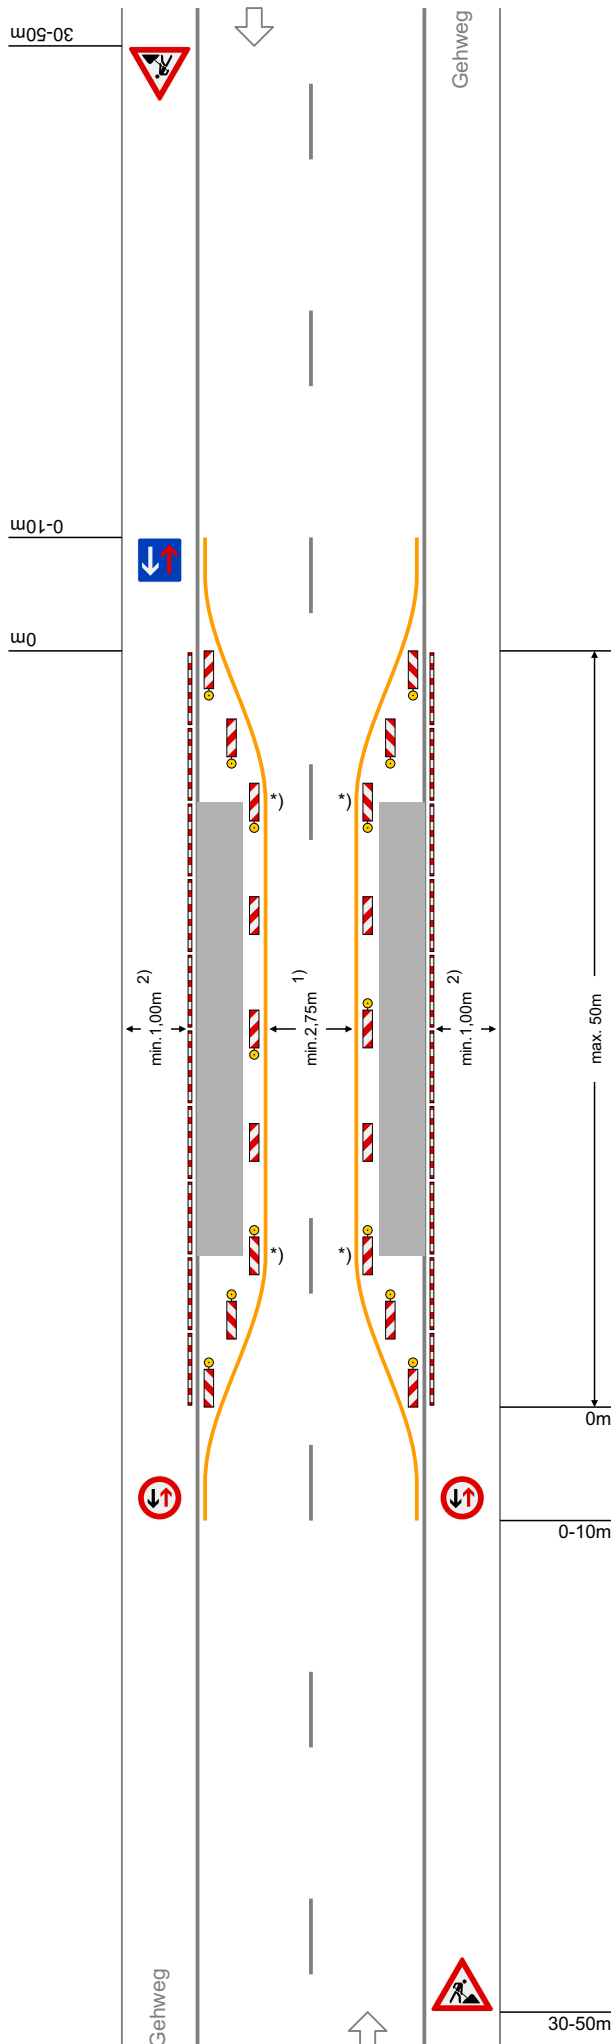 30-50m
Gehweg
0-10m
0m
*)
*)
2)
min.1,00m
1)
min.2,75m
2)
min.1,00m
max. 50m
*)
*)
0m
0-10m
Gehweg
30-50m